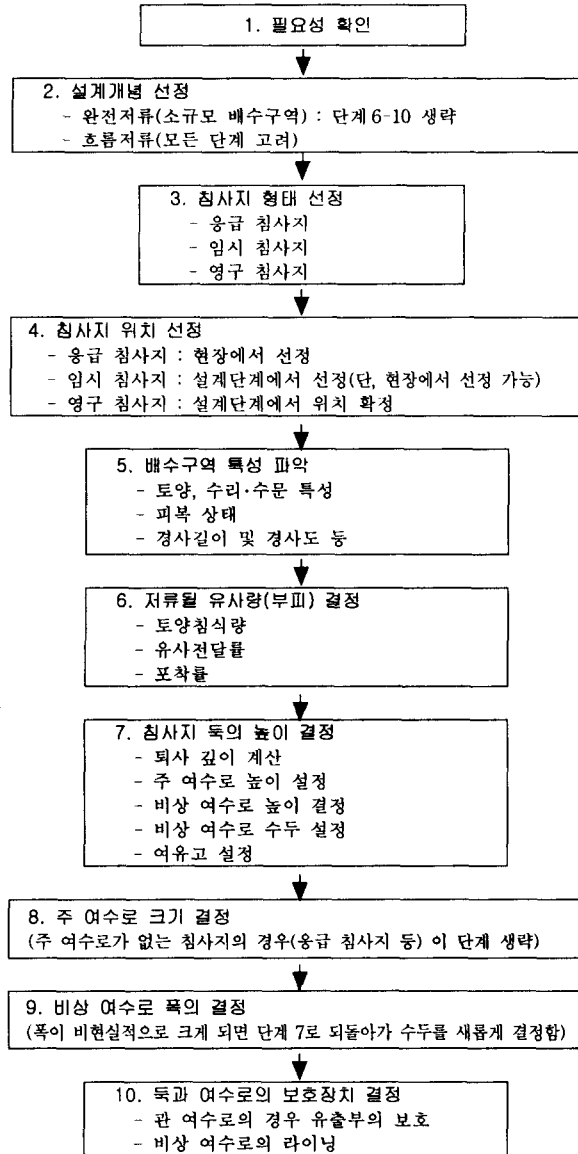 1. 필요성 확인
2. 설계개념 선정
- 완전저류(소규모 배수구역) : 단계 6-10 생략
- 흐름저류(모든 단계 고려)
3. 침사지 형태 선정
- 응급 침사지
- 임시 침사지
- 영구 침사지
4. 침사지 위치 선정
- 응급 침사지 : 현장에서 선정
- 임시 침사지 : 설계단계에서 선정(단, 현장에서 선정 가능)
- 영구 침사지 : 설계단계에서 위치 확정
5. 배수구역 특성 파악
- 토양, 수리·수문 특성
- 피복 상태
- 경사길이 및 경사도 등
6. 저류될 유사량(부피) 결정
- 토양침식량
- 유사전달률
- 포착률
7. 침사지 둑의 높이 결정
- 퇴사 깊이 계산
- 주 여수로 높이 설정
- 비상 여수로 높이 결정
- 비상 여수로 수두 설정
- 여유고 설정
8. 주 여수로 크기 결정
(주 여수로가 없는 침사지의 경우(응급 침사지 등) 이 단계 생략)
9. 비상 여수로 폭의 결정
(폭이 비현실적으로 크게 되면 단계 7로 되돌아가 수두를 새롭게 결정함)
10. 둑과 여수로의 보호장치 결정
- 관 여수로의 경우 유출부의 보호
- 비상 여수로의 라이닝